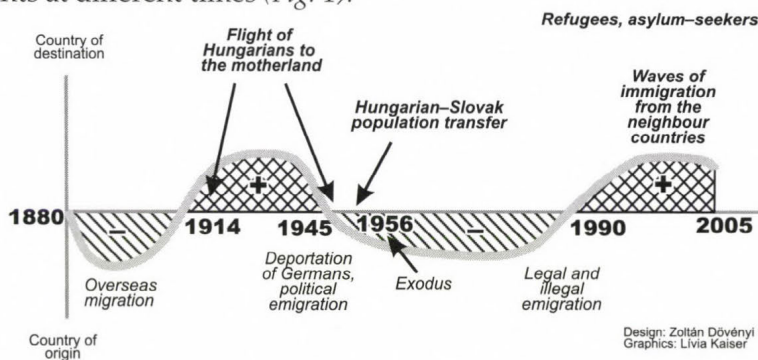 nts at different times (Fig. 1).
Refugees, asylum–seekers
Country of
destination
Flight of
Hungarians to
the motherland
Hungarian–Slovak
population transfer
Waves of
immigration
from the
neighbour
countries
+
+
1880
1914
1945
1956
1990
2005
–
–
Overseas
migration
Deportation
of Germans,
political
emigration
Exodus
Legal and
illegal
emigration
Country of
origin
Design: Zoltán Dövényi
Graphics: Lívia Kaiser